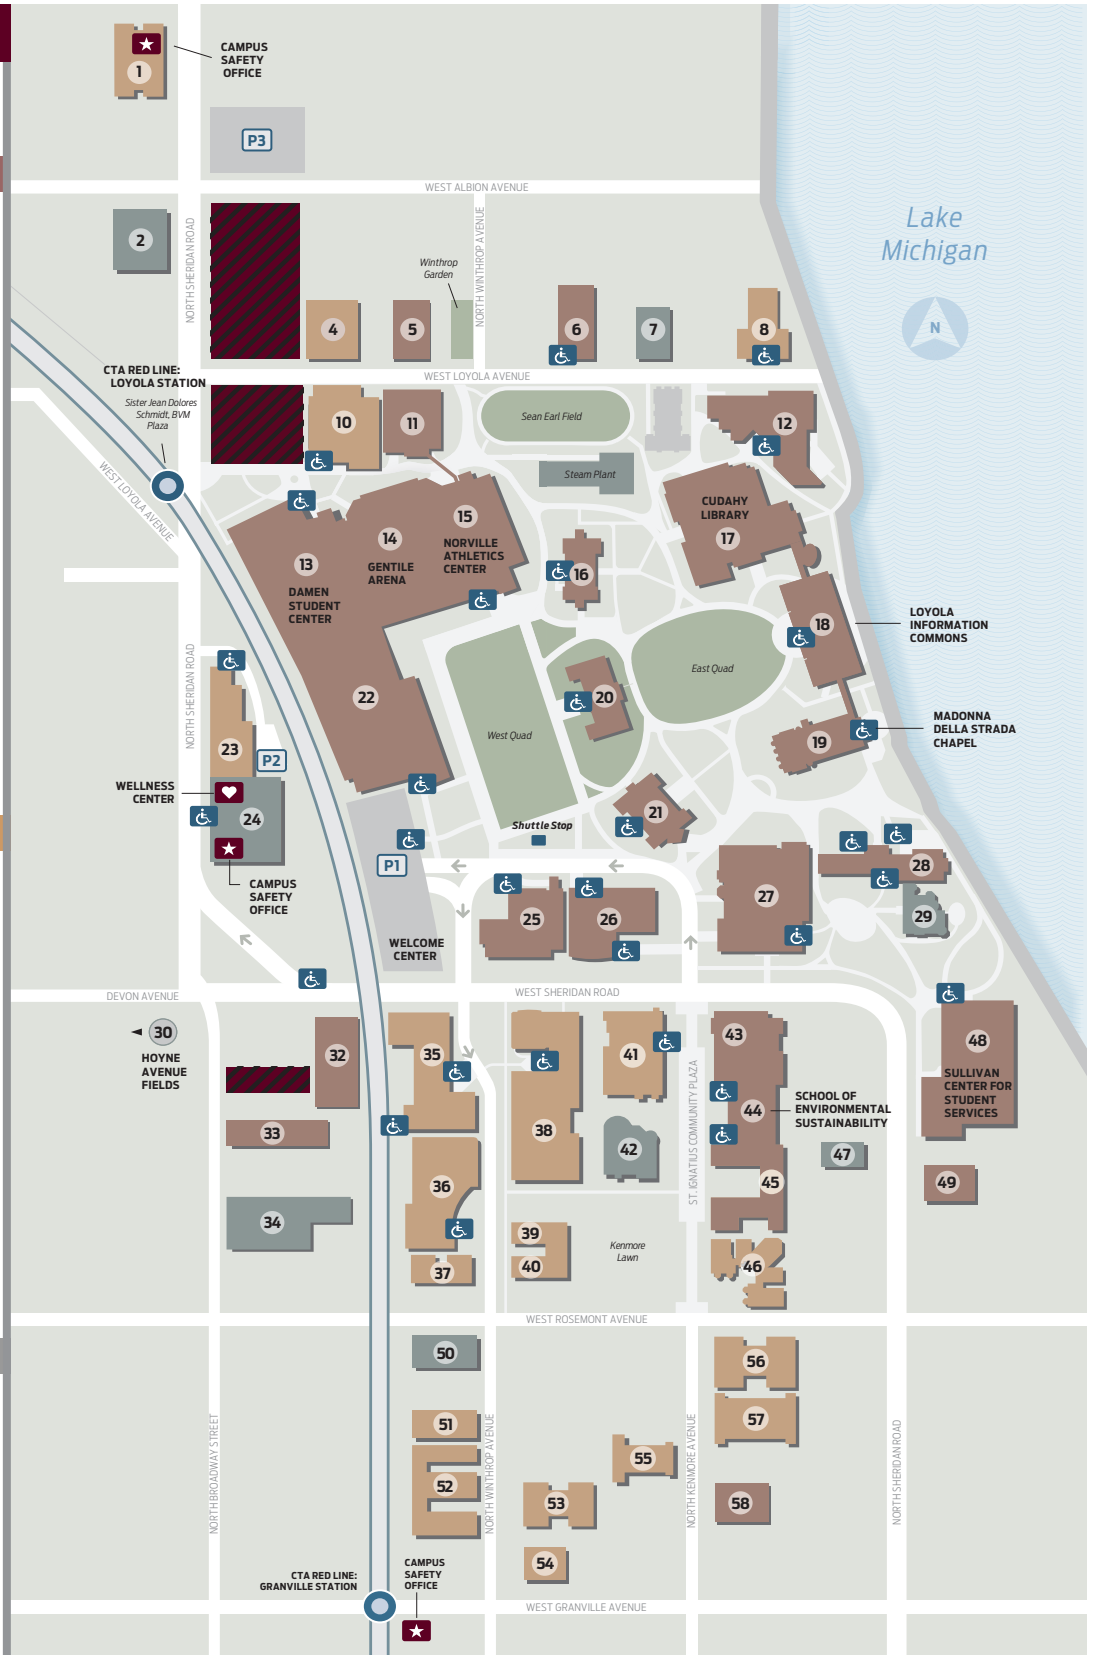 CAMPUS
SAFETY
OFFICE
1
P3
WEST ALBION AVENUE
2
NORTH SHERIDAN ROAD
NORTH WINTHROP AVENUE
Lake
Michigan
N
Winthrop
Garden
4
5
6
7
8
CTA RED LINE:
LOYOLA STATION
Sister Jean Dolores
Schmidt, BVM
Plaza
WEST LOYOLA AVENUE
WEST LOYOLA AVENUE
10
11
Sean Earl Field
12
Steam Plant
CUDAHY
LIBRARY
17
15
NORVILLE
ATHLETICS
CENTER
14
GENTILE
ARENA
13
DAMEN
STUDENT
CENTER
16
18
LOYOLA
INFORMATION
COMMONS
NORTH SHERIDAN ROAD
22
20
East Quad
West Quad
19
MADONNA
DELLA STRADA
CHAPEL
23
P2
WELLNESS
CENTER
24
CAMPUS
SAFETY
OFFICE
21
Shuttle Stop
P1
WELCOME
CENTER
25
26
27
28
29
DEVON AVENUE
WEST SHERIDAN ROAD
30
HOYNE
AVENUE
FIELDS
32
33
34
35
36
37
38
39
40
41
42
Kenmore
Lawn
ST. IGNATIUS COMMUNITY PLAZA
43
44
SCHOOL OF
ENVIRONMENTAL
SUSTAINABILITY
45
46
47
48
SULLIVAN
CENTER FOR
STUDENT
SERVICES
49
WEST ROSEMONT AVENUE
50
51
52
53
54
55
56
57
58
NORTH BROADWAY STREET
NORTH WINTHROP AVENUE
NORTH KENMORE AVENUE
NORTH SHERIDAN ROAD
CTA RED LINE:
GRANVILLE STATION
CAMPUS
SAFETY
OFFICE
WEST GRANVILLE AVENUE